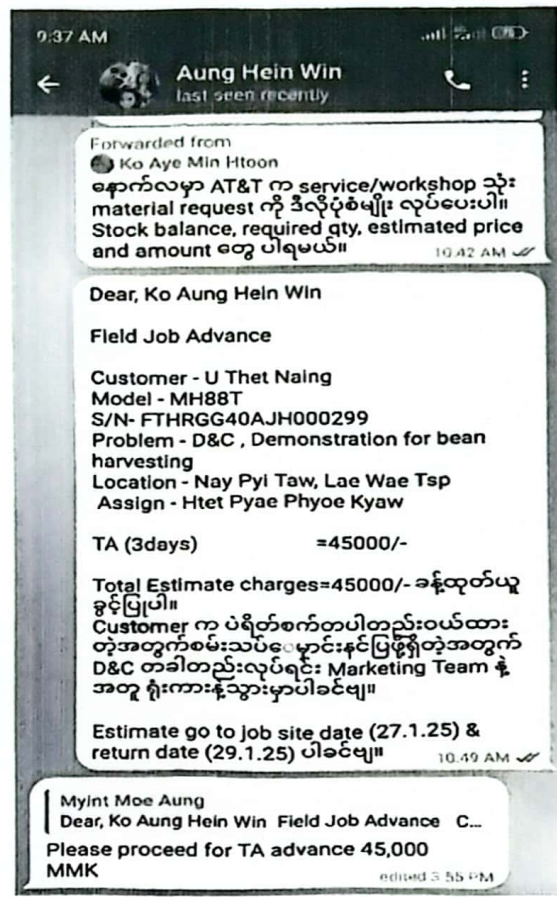 9:37 AM
Aung Hein Win
last seen recently
Forwarded from
Ko Aye Min Htoon
နောက်လမှာ AT&T က service/workshop သုံး
material request ကို ဒီလိုပုံစံမျိုး လုပ်ပေးပါ။
Stock balance, required qty, estimated price
and amount တွေ ပါရမယ်။
10:42 AM
Dear, Ko Aung Hein Win
Field Job Advance
Customer - U Thet Naing
Model - MH88T
S/N- FTHRGG40AJH000299
Problem - D&C , Demonstration for bean
harvesting
Location - Nay Pyi Taw, Lae Wae Tsp
Assign - Htet Pyae Phyoe Kyaw
TA (3days) =45000/-
Total Estimate charges=45000/- ခန့်ထုတ်ယူ
ခွင့်ပြုပါ။
Customer က ပဲရိတ်စက်တပါတည်းဝယ်ထား
တဲ့အတွက်စမ်းသပ်မောင်းနှင်ပြဖို့ရှိတဲ့အတွက်
D&C တခါတည်းလုပ်ရင်း Marketing Team နဲ့
အတူ ရုံးကားနဲ့သွားမှာပါခင်ဗျ။
Estimate go to job site date (27.1.25) &
return date (29.1.25) ပါခင်ဗျ။
10:49 AM
Myint Moe Aung
Dear, Ko Aung Hein Win Field Job Advance C...
Please proceed for TA advance 45,000
MMK
edited 3:55 PM